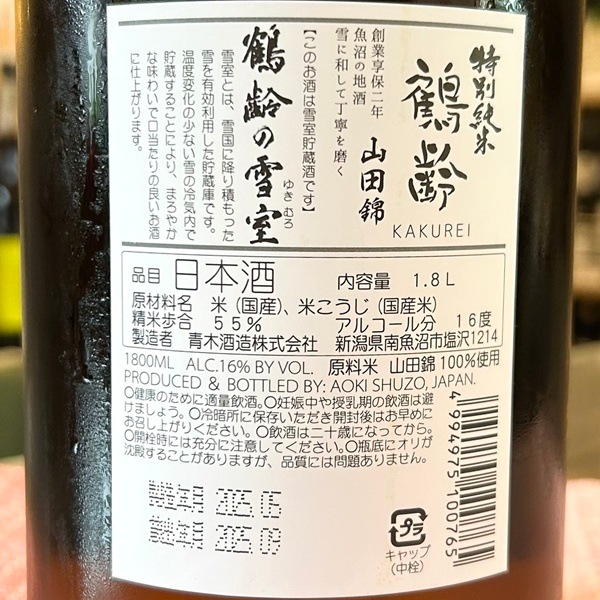 特別純米
鶴齢
KAKUREI
山田錦
創業享保二年
魚沼の地酒
雪に和して丁寧を磨く
【このお酒は雪室貯蔵酒です】
鶴齢の雪室
ゆきむろ
雪室とは、雪国に降り積もった
雪を有効利用した貯蔵庫です。
温度変化の少ない雪の冷気内で
貯蔵することにより、まろやか
な味わいで口当たりの良いお酒
に仕上がります。
品目 日本酒 内容量 1.8L
原材料名 米(国産)、米こうじ(国産米)
精米歩合 55% アルコール分 16度
製造者 青木酒造株式会社 新潟県南魚沼市塩沢1214
1800ML ALC.16% BY VOL. 原料米 山田錦100%使用
PRODUCED & BOTTLED BY: AOKI SHUZO, JAPAN.
○健康のために適量飲酒。○妊娠中や授乳期の飲酒は避
けましょう。○冷暗所に保存いただき開封後はお早めに
お召し上がりください。○飲酒は二十歳になってから。
○開栓時には充分に注意してください。○瓶底にオリが
沈殿することがありますが、品質には問題ありません。
製造年月 2025.06
2025.09
プラ
キャップ
(中栓)
4994975100765